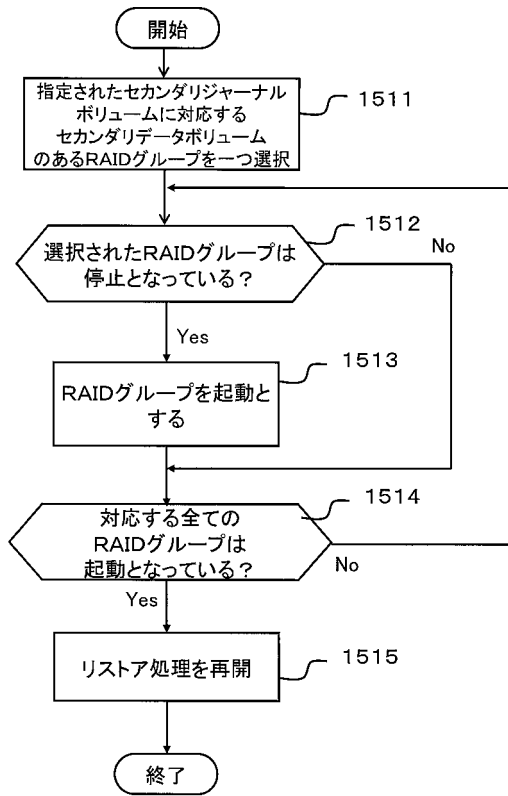 開始
指定されたセカンダリジャーナル
ボリュームに対応する
セカンダリデータボリューム
のあるRAIDグループを一つ選択
1511
選択されたRAIDグループは
停止となっている？
1512
No
Yes
RAIDグループを起動と
する
1513
対応する全ての
RAIDグループは
起動となっている？
1514
No
Yes
リストア処理を再開
1515
終了